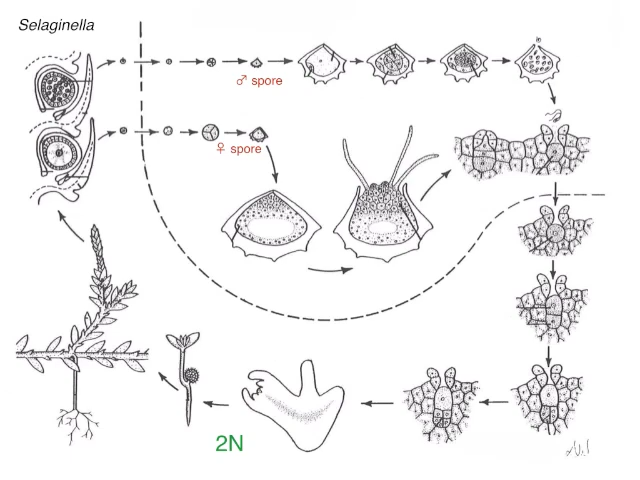 Selaginella
♂ spore
♀ spore
2N